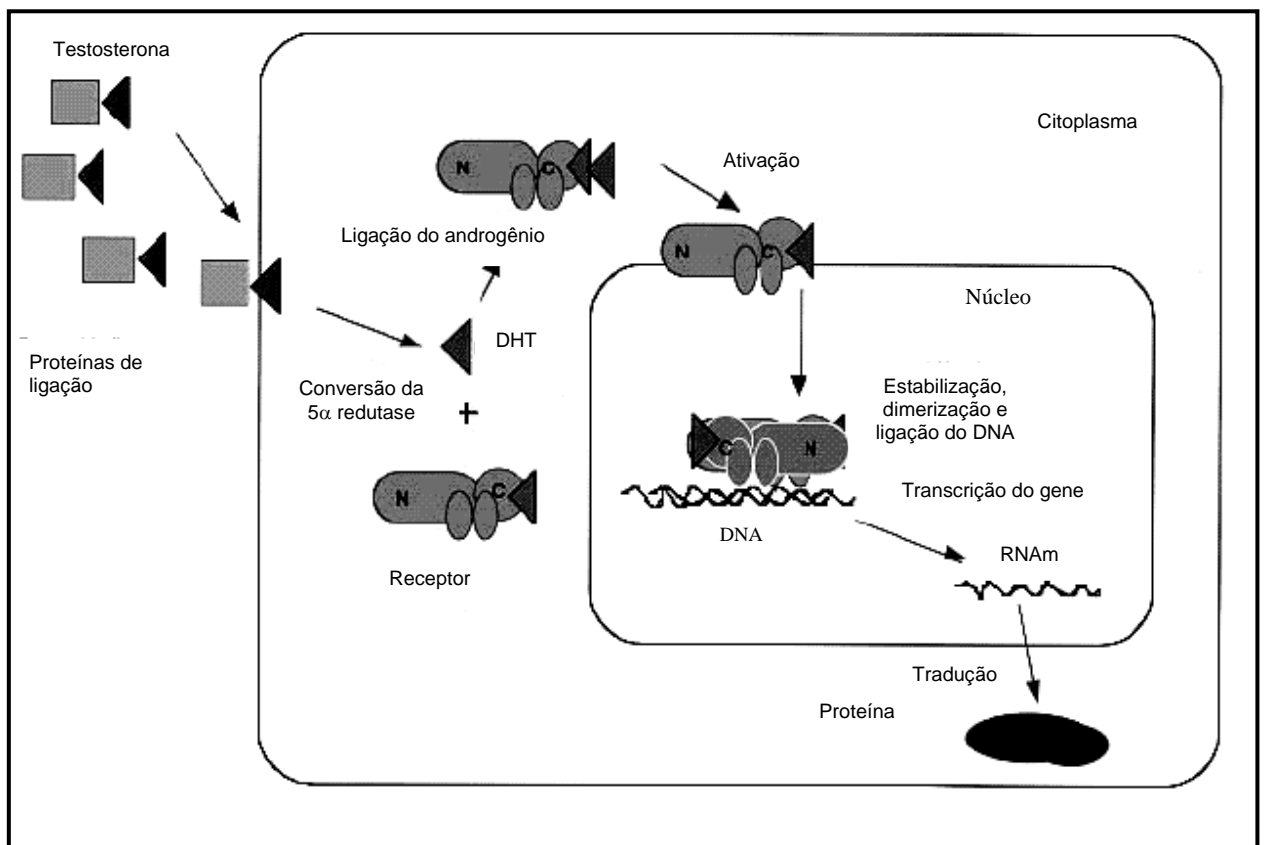 Testosterona
Citoplasma
N
C
Ativação
Ligação do androgênio
N
C
Núcleo
DHT
Proteínas de
ligação
Conversão da
5α redutase
+
Estabilização,
dimerização e
ligação do DNA
C
N
N
C
Transcrição do gene
DNA
RNAm
Receptor
Tradução
Proteína